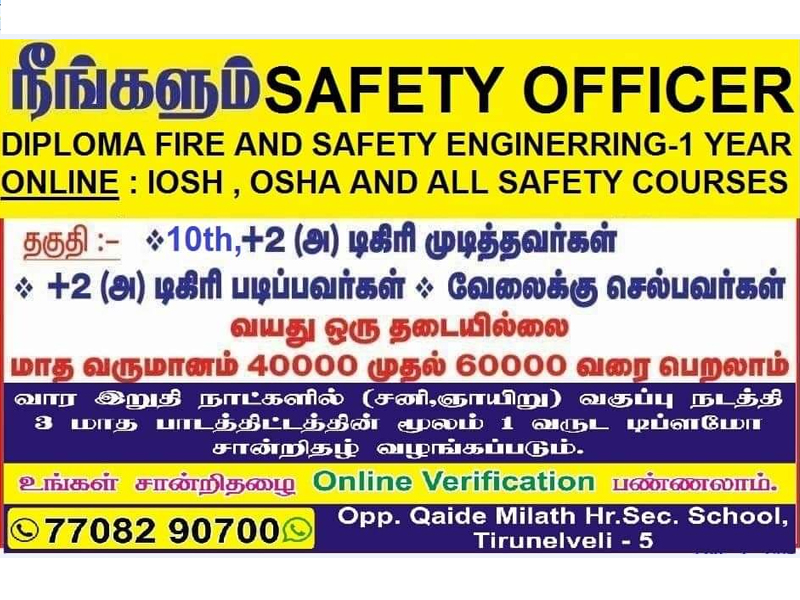 நீங்களும் SAFETY OFFICER
DIPLOMA FIRE AND SAFETY ENGINERRING-1 YEAR
ONLINE : IOSH , OSHA AND ALL SAFETY COURSES
தகுதி :– ❖10th,+2 (அ) டிகிரி முடித்தவர்கள்
❖ +2 (அ) டிகிரி படிப்பவர்கள் ❖ வேலைக்கு செல்பவர்கள்
வயது ஒரு தடையில்லை
மாத வருமானம் 40000 முதல் 60000 வரை பெறலாம்
வார இறுதி நாட்களில் (சனி,ஞாயிறு) வகுப்பு நடத்தி
3 மாத பாடத்திட்டத்தின் மூலம் 1 வருட டிப்ளமோ
சான்றிதழ் வழங்கப்படும்.
உங்கள் சான்றிதழை Online Verification பண்ணலாம்.
77082 90700
Opp. Qaide Milath Hr.Sec. School,
Tirunelveli - 5